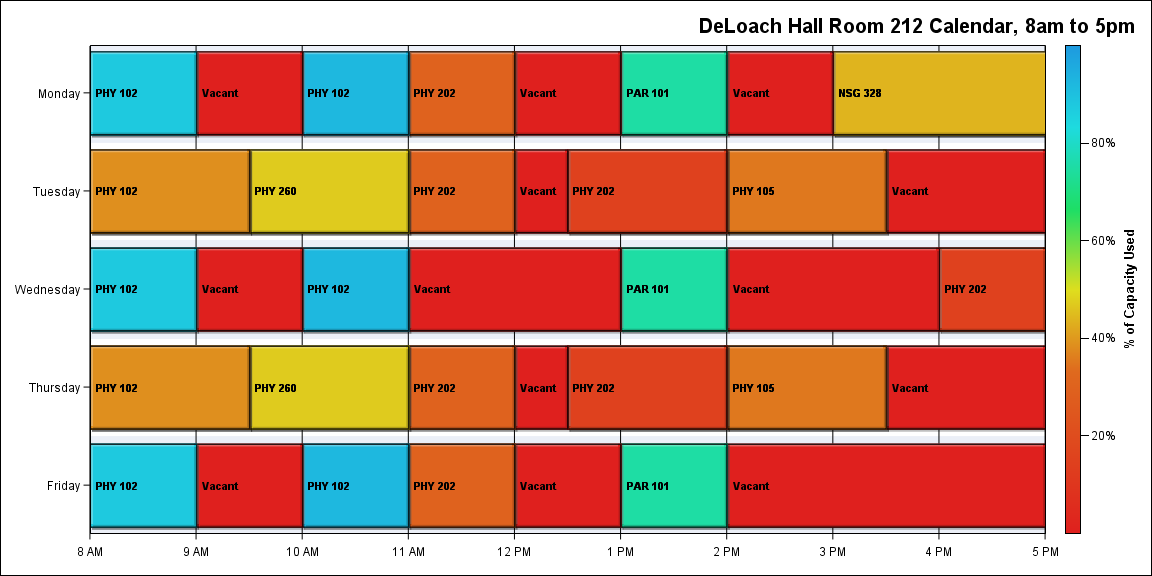 DeLoach Hall Room 212 Calendar, 8am to 5pm
Monday
PHY 102
Vacant
PHY 102
PHY 202
Vacant
PAR 101
Vacant
NSG 328
Tuesday
PHY 102
PHY 260
PHY 202
Vacant
PHY 202
PHY 105
Vacant
Wednesday
PHY 102
Vacant
PHY 102
Vacant
PAR 101
Vacant
PHY 202
Thursday
PHY 102
PHY 260
PHY 202
Vacant
PHY 202
PHY 105
Vacant
Friday
PHY 102
Vacant
PHY 102
PHY 202
Vacant
PAR 101
Vacant
8 AM
9 AM
10 AM
11 AM
12 PM
1 PM
2 PM
3 PM
4 PM
5 PM
80%
60%
40%
20%
% of Capacity Used